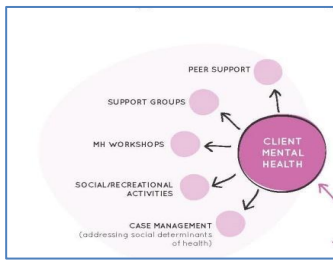 PEER SUPPORT
SUPPORT GROUPS
MH WORKSHOPS
CLIENT
MENTAL
HEALTH
SOCIAL/RECREATIONAL
ACTIVITIES
CASE MANAGEMENT
(addressing social determinants
of health)